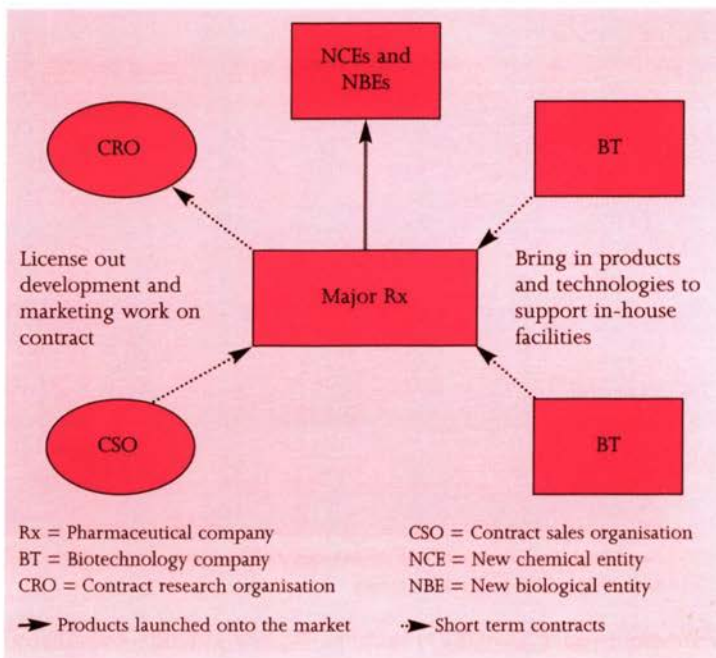 NCEs and
NBEs
CRO
BT
License out
development and
marketing work on
contract
Major Rx
Bring in products
and technologies to
support in-house
facilities
CSO
BT
Rx = Pharmaceutical company
BT = Biotechnology company
CRO = Contract research organisation
CSO = Contract sales organisation
NCE = New chemical entity
NBE = New biological entity
Products launched onto the market
Short term contracts